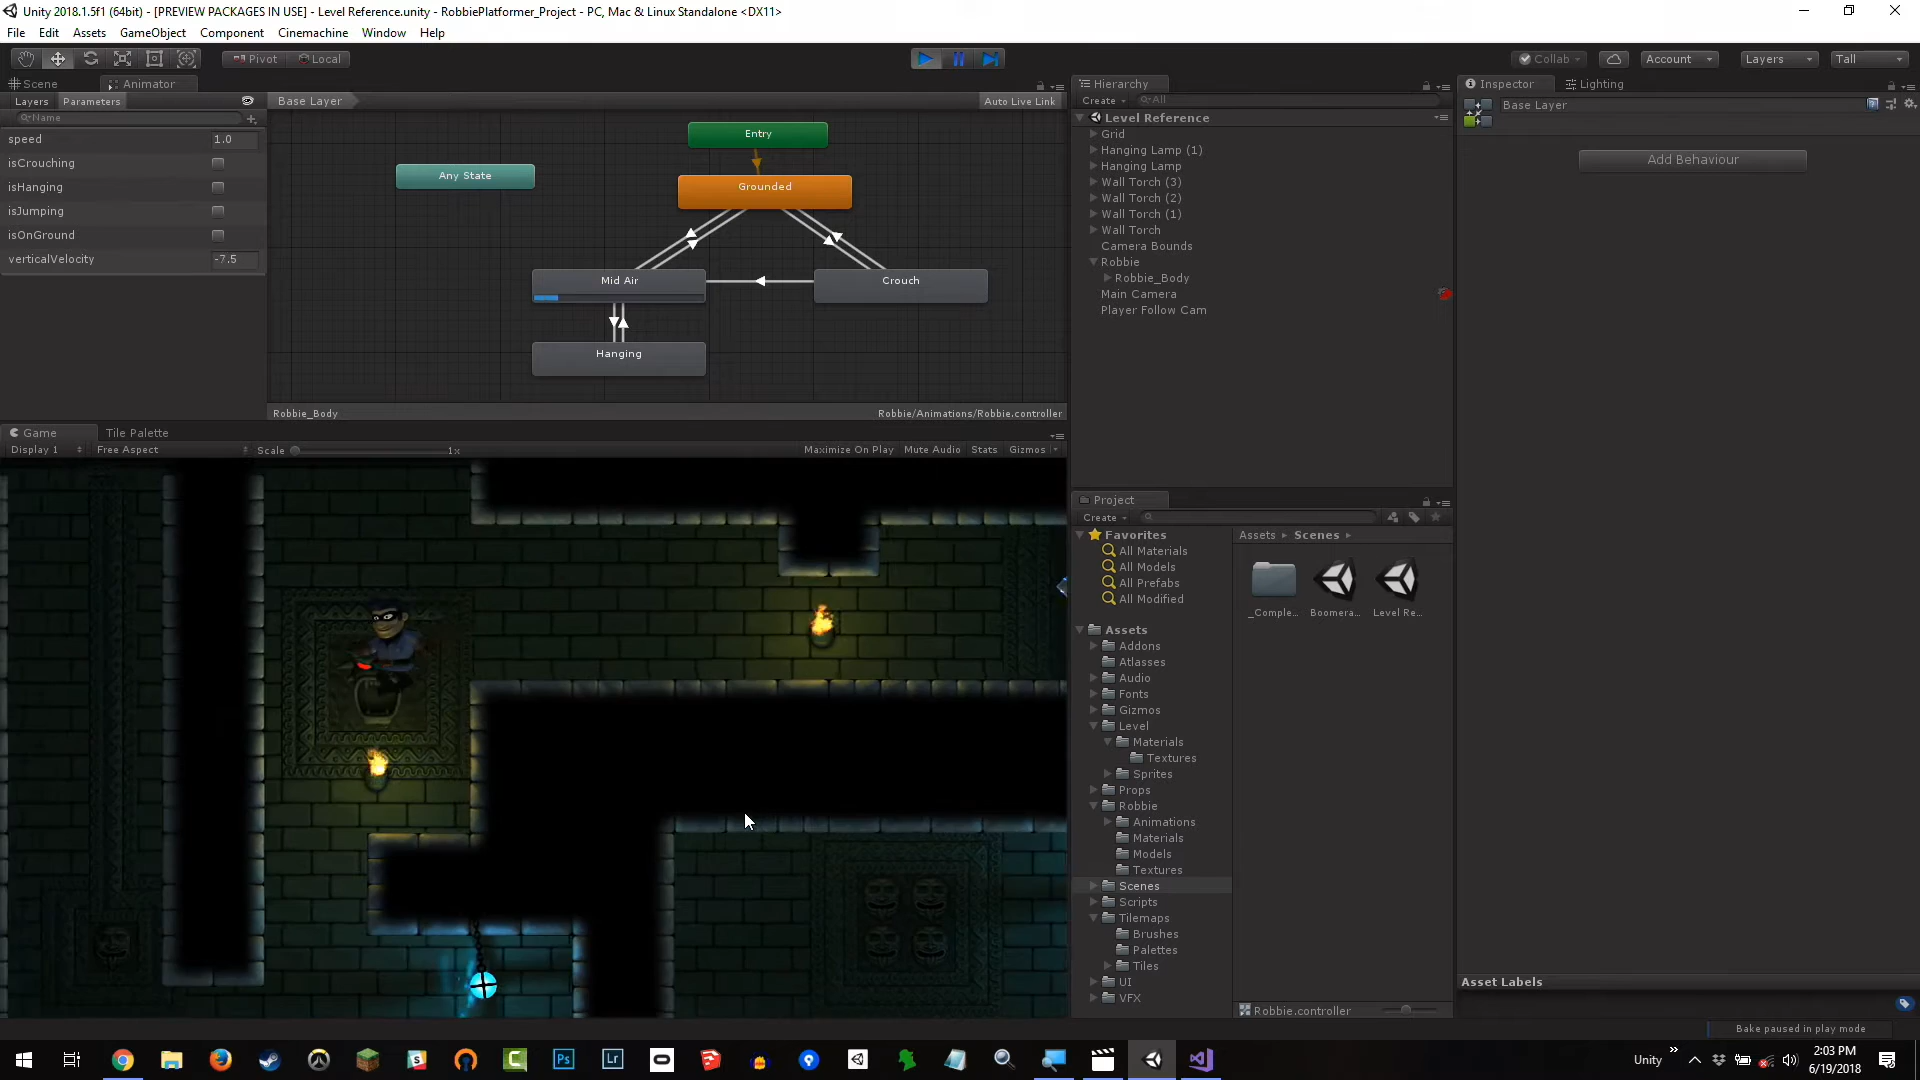 Unity 2018.1.5f1 (64bit) - [PREVIEW PACKAGES IN USE] - Level Reference.unity - RobbiePlatformer_Project - PC, Mac & Linux Standalone <DX11>
File Edit Assets GameObject Component Cinemachine Window Help
Pivot Local Collab Account Layers Tall
Scene Animator
Layers Parameters Base Layer Auto Live Link
Name
speed 1.0
isCrouching
isHanging
isJumping
isOnGround
verticalVelocity -7.5
Entry
Any State
Grounded
Mid Air
Crouch
Hanging
Robbie_Body Robbie/Animations/Robbie.controller
Game Tile Palette
Display 1 Free Aspect Scale 1x Maximize On Play Mute Audio Stats Gizmos
Hierarchy
Create All
Level Reference
Grid
Hanging Lamp (1)
Hanging Lamp
Wall Torch (3)
Wall Torch (2)
Wall Torch (1)
Wall Torch
Camera Bounds
Robbie
Robbie_Body
Main Camera
Player Follow Cam
Project
Create
Favorites
All Materials
All Models
All Prefabs
All Modified
Assets
Addons
Atlasses
Audio
Fonts
Gizmos
Level
Materials
Textures
Sprites
Props
Robbie
Animations
Materials
Models
Textures
Scenes
Scripts
Tilemaps
Brushes
Palettes
Tiles
UI
VFX
Assets Scenes
_Comple... Boomera... Level Re...
Robbie.controller
Inspector Lighting
Base Layer
Add Behaviour
Asset Labels
Bake paused in play mode
Ps Lr
Unity
2:03 PM
6/19/2018